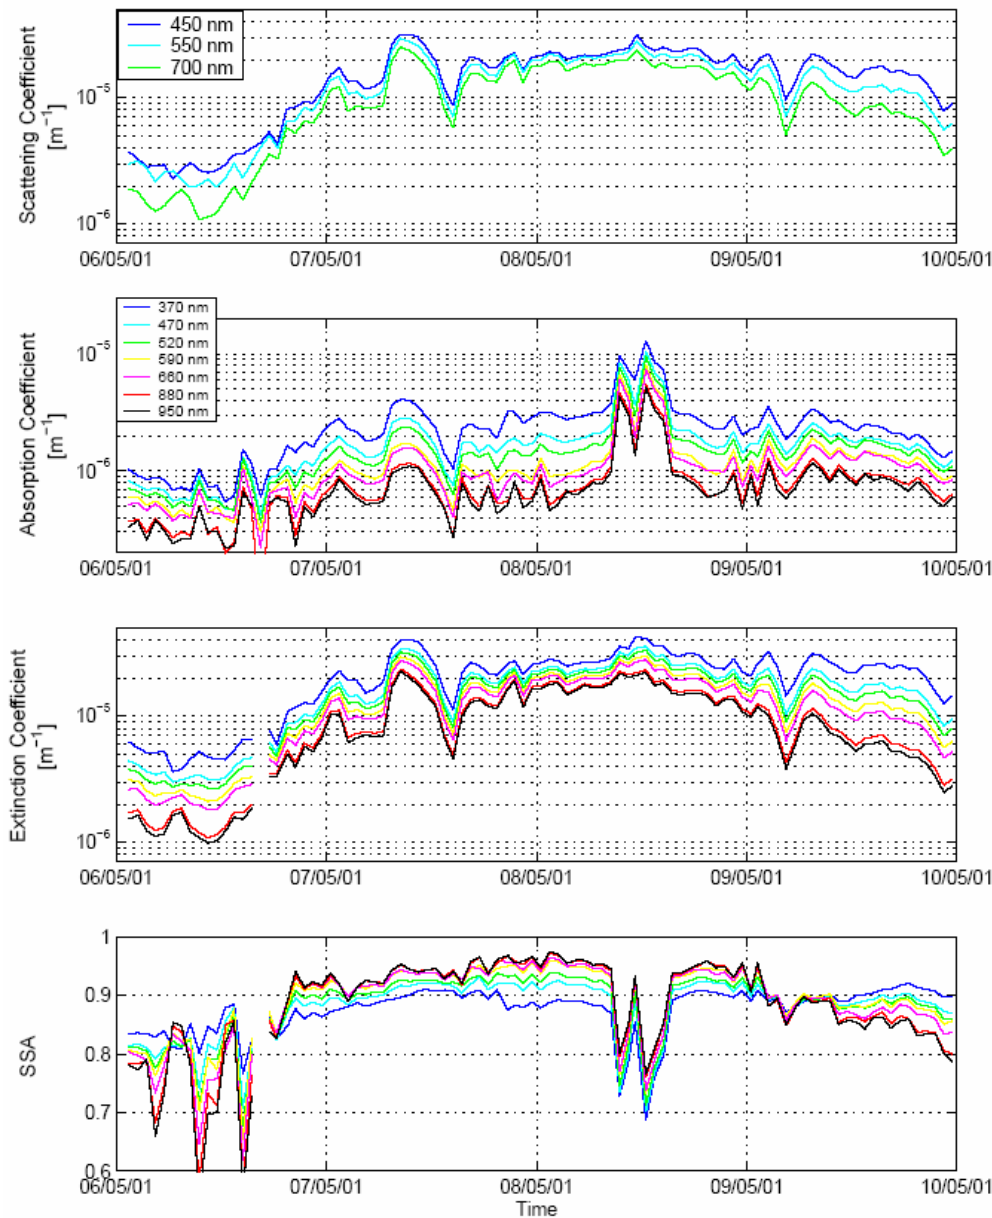 450 nm
550 nm
700 nm
Scattering Coefficient
[m⁻¹]
10⁻⁵
10⁻⁶
06/05/01 07/05/01 08/05/01 09/05/01 10/05/01
370 nm
470 nm
520 nm
590 nm
660 nm
880 nm
950 nm
Absorption Coefficient
[m⁻¹]
10⁻⁵
10⁻⁶
06/05/01 07/05/01 08/05/01 09/05/01 10/05/01
Extinction Coefficient
[m⁻¹]
10⁻⁵
10⁻⁶
06/05/01 07/05/01 08/05/01 09/05/01 10/05/01
SSA
1
0.9
0.8
0.7
0.6
06/05/01 07/05/01 08/05/01 09/05/01 10/05/01
Time